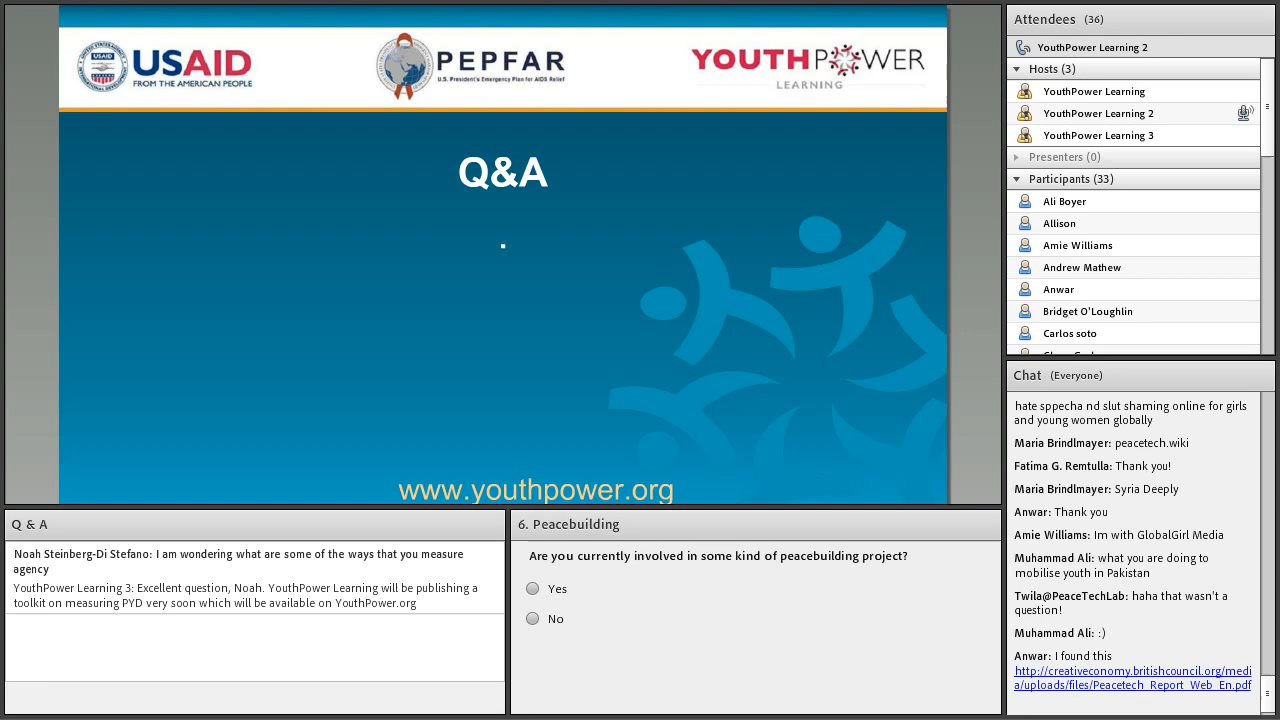 USAID
FROM THE AMERICAN PEOPLE
PEPFAR
U.S. President's Emergency Plan for AIDS Relief
YOUTHPOWER
LEARNING
Q&A
.
www.youthpower.org
Q & A
Noah Steinberg-Di Stefano: I am wondering what are some of the ways that you measure
agency
YouthPower Learning 3: Excellent question, Noah. YouthPower Learning will be publishing a
toolkit on measuring PYD very soon which will be available on YouthPower.org
6. Peacebuilding
Are you currently involved in some kind of peacebuilding project?
Yes
No
Attendees (36)
YouthPower Learning 2
Hosts (3)
YouthPower Learning
YouthPower Learning 2
YouthPower Learning 3
Presenters (0)
Participants (33)
Ali Boyer
Allison
Amie Williams
Andrew Mathew
Anwar
Bridget O'Loughlin
Carlos soto
Chat (Everyone)
hate sppecha nd slut shaming online for girls
and young women globally
Maria Brindlmayer: peacetech.wiki
Fatima G. Remtulla: Thank you!
Maria Brindlmayer: Syria Deeply
Anwar: Thank you
Amie Williams: Im with GlobalGirl Media
Muhammad Ali: what you are doing to
mobilise youth in Pakistan
Twila@PeaceTechLab: haha that wasn't a
question!
Muhammad Ali: :)
Anwar: I found this
http://creativeeconomy.britishcouncil.org/medi
a/uploads/files/Peacetech_Report_Web_En.pdf